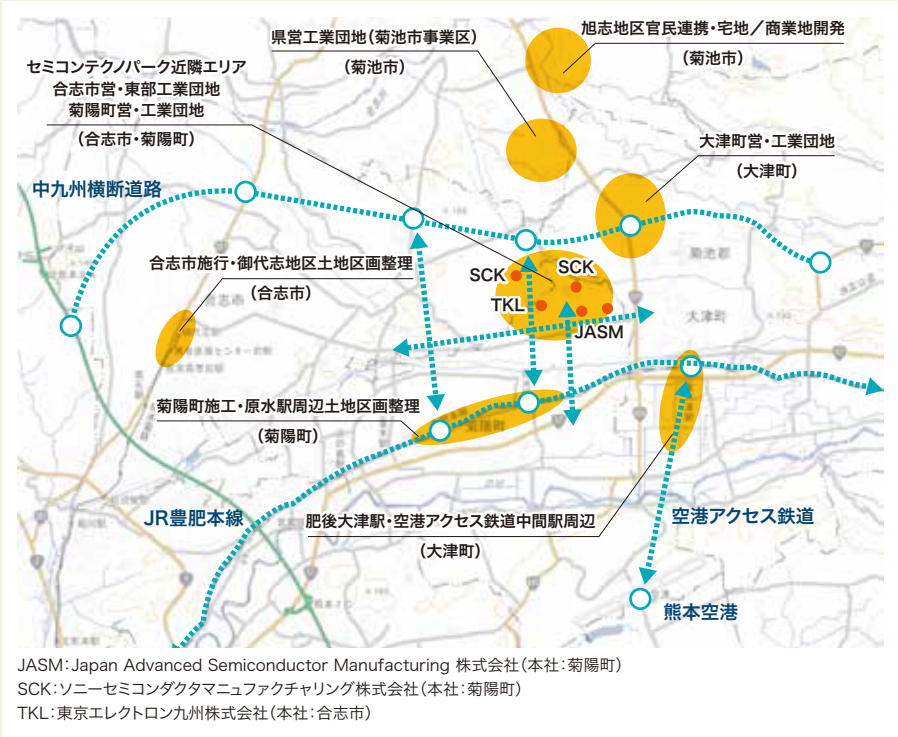 県営工業団地(菊池市事業区)
(菊池市)
旭志地区官民連携・宅地／商業地開発
(菊池市)
セミコンテクノパーク近隣エリア
合志市営・東部工業団地
菊陽町営・工業団地
(合志市・菊陽町)
大津町営・工業団地
(大津町)
中九州横断道路
菊池郡
合志市施行・御代志地区土地区画整理
(合志市)
合志市
SCK
SCK
TKL
JASM
大津町
菊陽町施工・原水駅周辺土地区画整理
(菊陽町)
菊陽町
JR豊肥本線
肥後大津駅・空港アクセス鉄道中間駅周辺
(大津町)
空港アクセス鉄道
熊本空港
JASM：Japan Advanced Semiconductor Manufacturing 株式会社(本社：菊陽町)
SCK：ソニーセミコンダクタマニュファクチャリング株式会社(本社：菊陽町)
TKL：東京エレクトロン九州株式会社(本社：合志市)